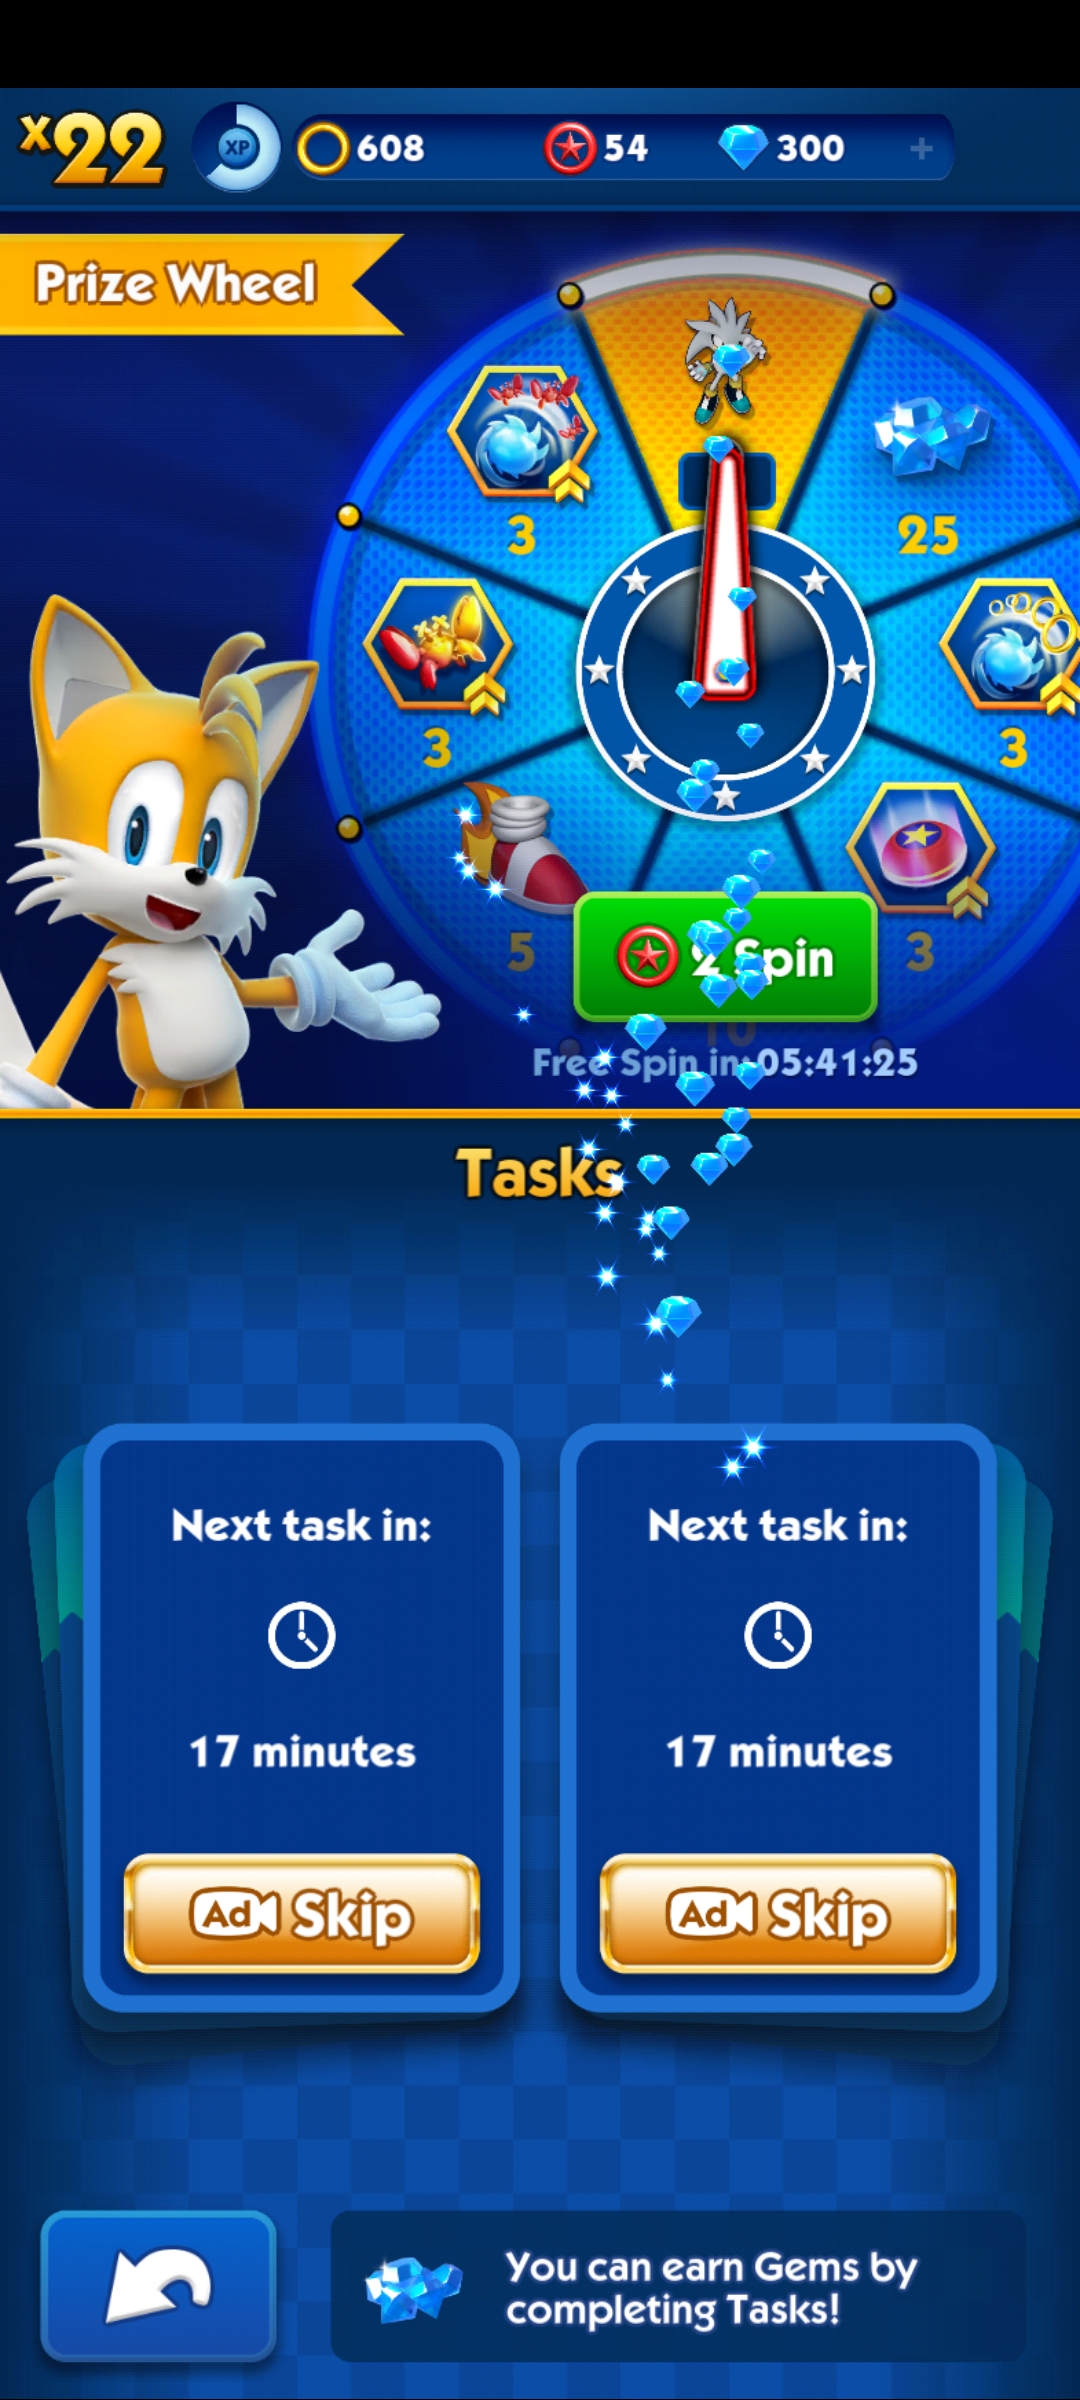 x22
XP
608
54
300
Prize Wheel
3
25
3
3
5
3
2 Spin
10
Free Spin in: 05:41:25
Tasks
Next task in:
17 minutes
Ad Skip
Next task in:
17 minutes
Ad Skip
You can earn Gems by
completing Tasks!